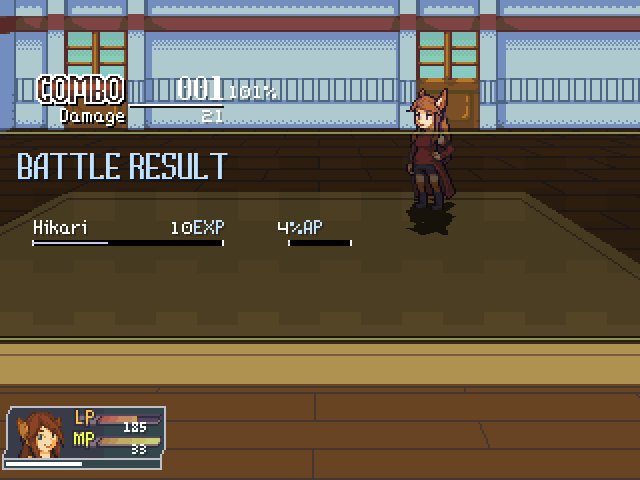 COMBO 001 101%
Damage 21
BATTLE RESULT
Hikari 10EXP 4%AP
LP 185
MP 33